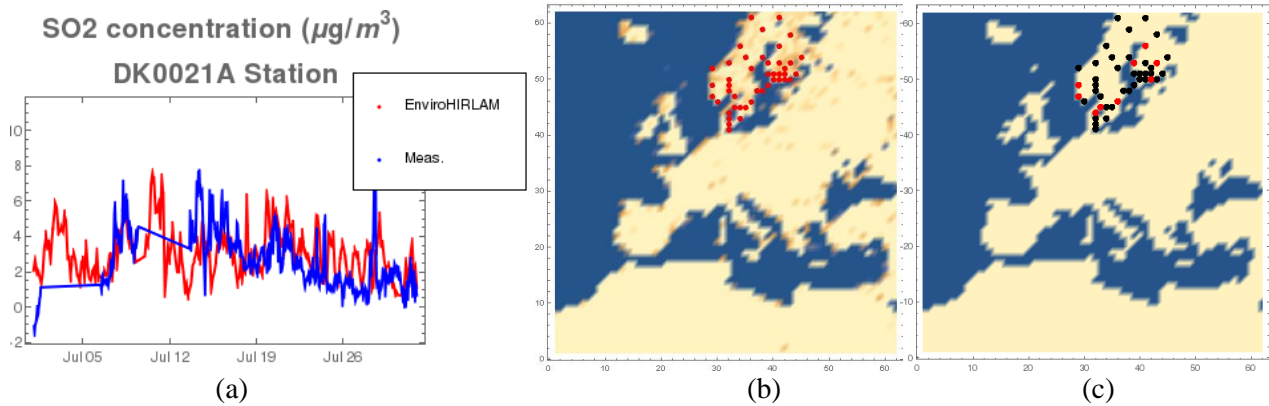 SO2 concentration (μg/m³)
DK0021A Station
EnviroHIRLAM
Meas.
10
8
6
4
2
0
-2
Jul 05 Jul 12 Jul 19 Jul 26
(a)
60
50
40
30
20
10
0
0 10 20 30 40 50 60
(b)
60
50
40
30
20
10
0
0 10 20 30 40 50 60
(c)